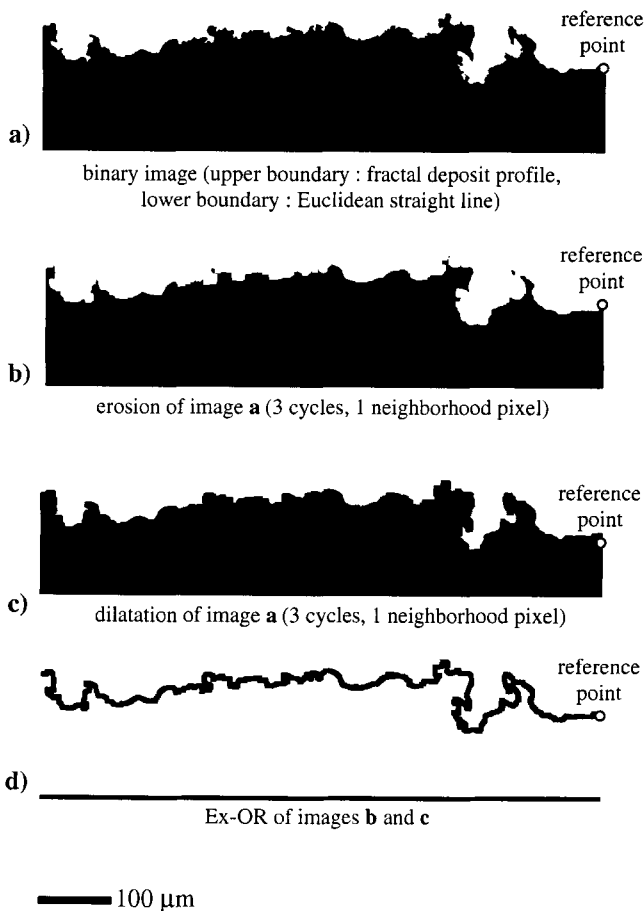 reference
point
a)
binary image (upper boundary : fractal deposit profile,
lower boundary : Euclidean straight line)
reference
point
b)
erosion of image a (3 cycles, 1 neighborhood pixel)
reference
point
c)
dilatation of image a (3 cycles, 1 neighborhood pixel)
reference
point
d)
Ex-OR of images b and c
100 μm